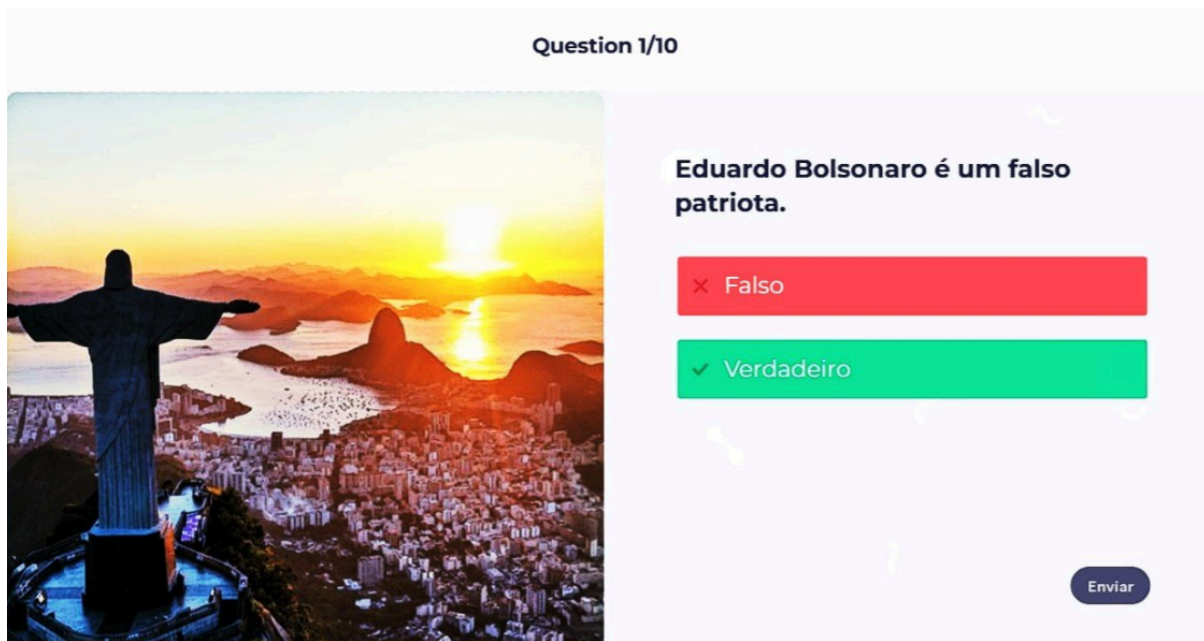 Question 1/10
Eduardo Bolsonaro é um falso
patriota.
Falso
Verdadeiro
Enviar